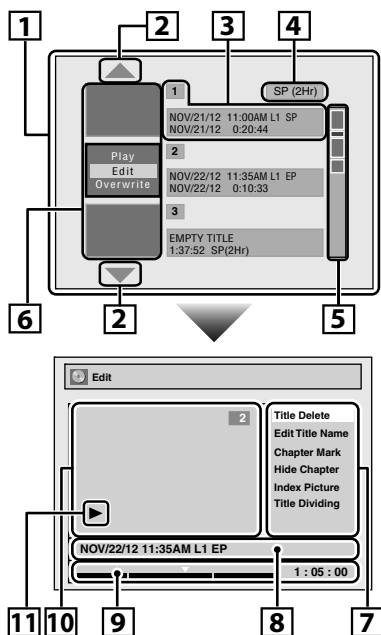 1
2
3
4
1
SP (2Hr)
NOV/21/12 11:00AM L1 SP
NOV/21/12 0:20:44
2
Play
Edit
Overwrite
NOV/22/12 11:35AM L1 EP
NOV/22/12 0:10:33
3
EMPTY TITLE
1:37:52 SP(2Hr)
6
2
5
Edit
2
Title Delete
Edit Title Name
Chapter Mark
Hide Chapter
Index Picture
Title Dividing
NOV/22/12 11:35AM L1 EP
1 : 05 : 00
11
10
9
8
7